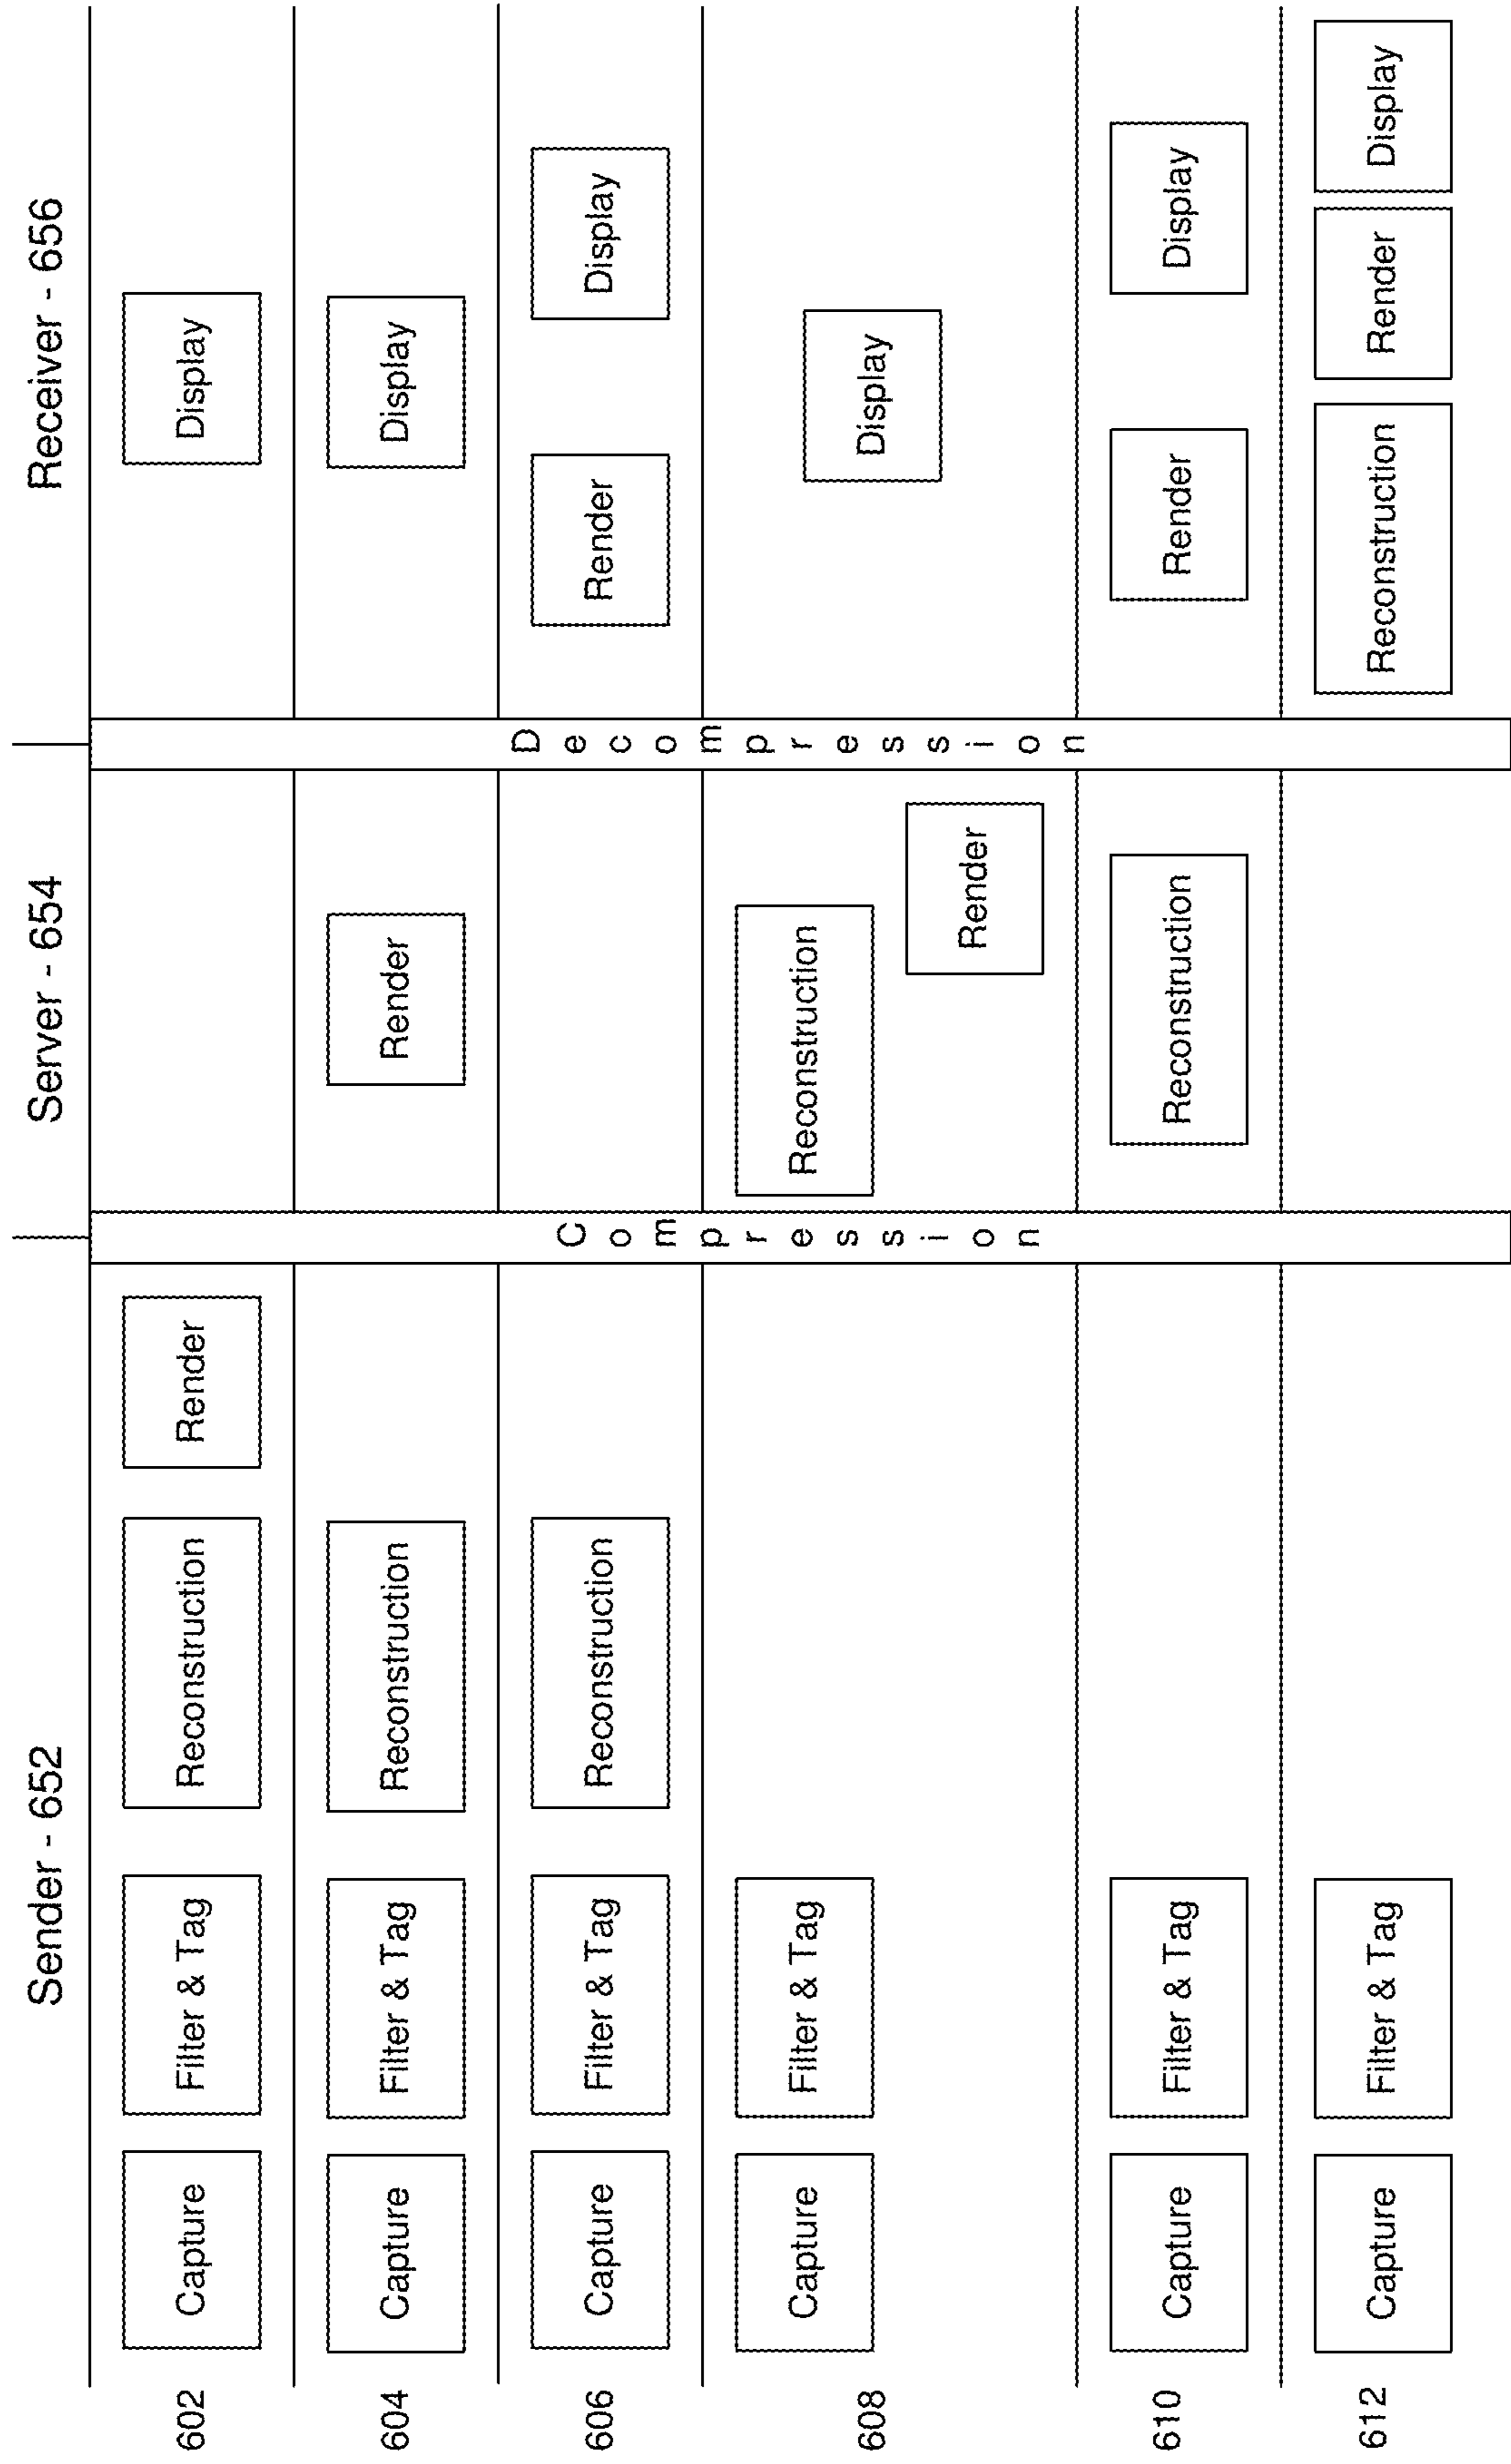 Sender - 652
Server - 654
Receiver - 656
602
Capture
Filter & Tag
Reconstruction
Render
Display
604
Capture
Filter & Tag
Reconstruction
Render
Display
606
Capture
Filter & Tag
Reconstruction
Render
Display
608
Capture
Filter & Tag
Reconstruction
Render
Display
610
Capture
Filter & Tag
Reconstruction
Render
Display
612
Capture
Filter & Tag
Reconstruction
Render
Display
Compression
Decompression